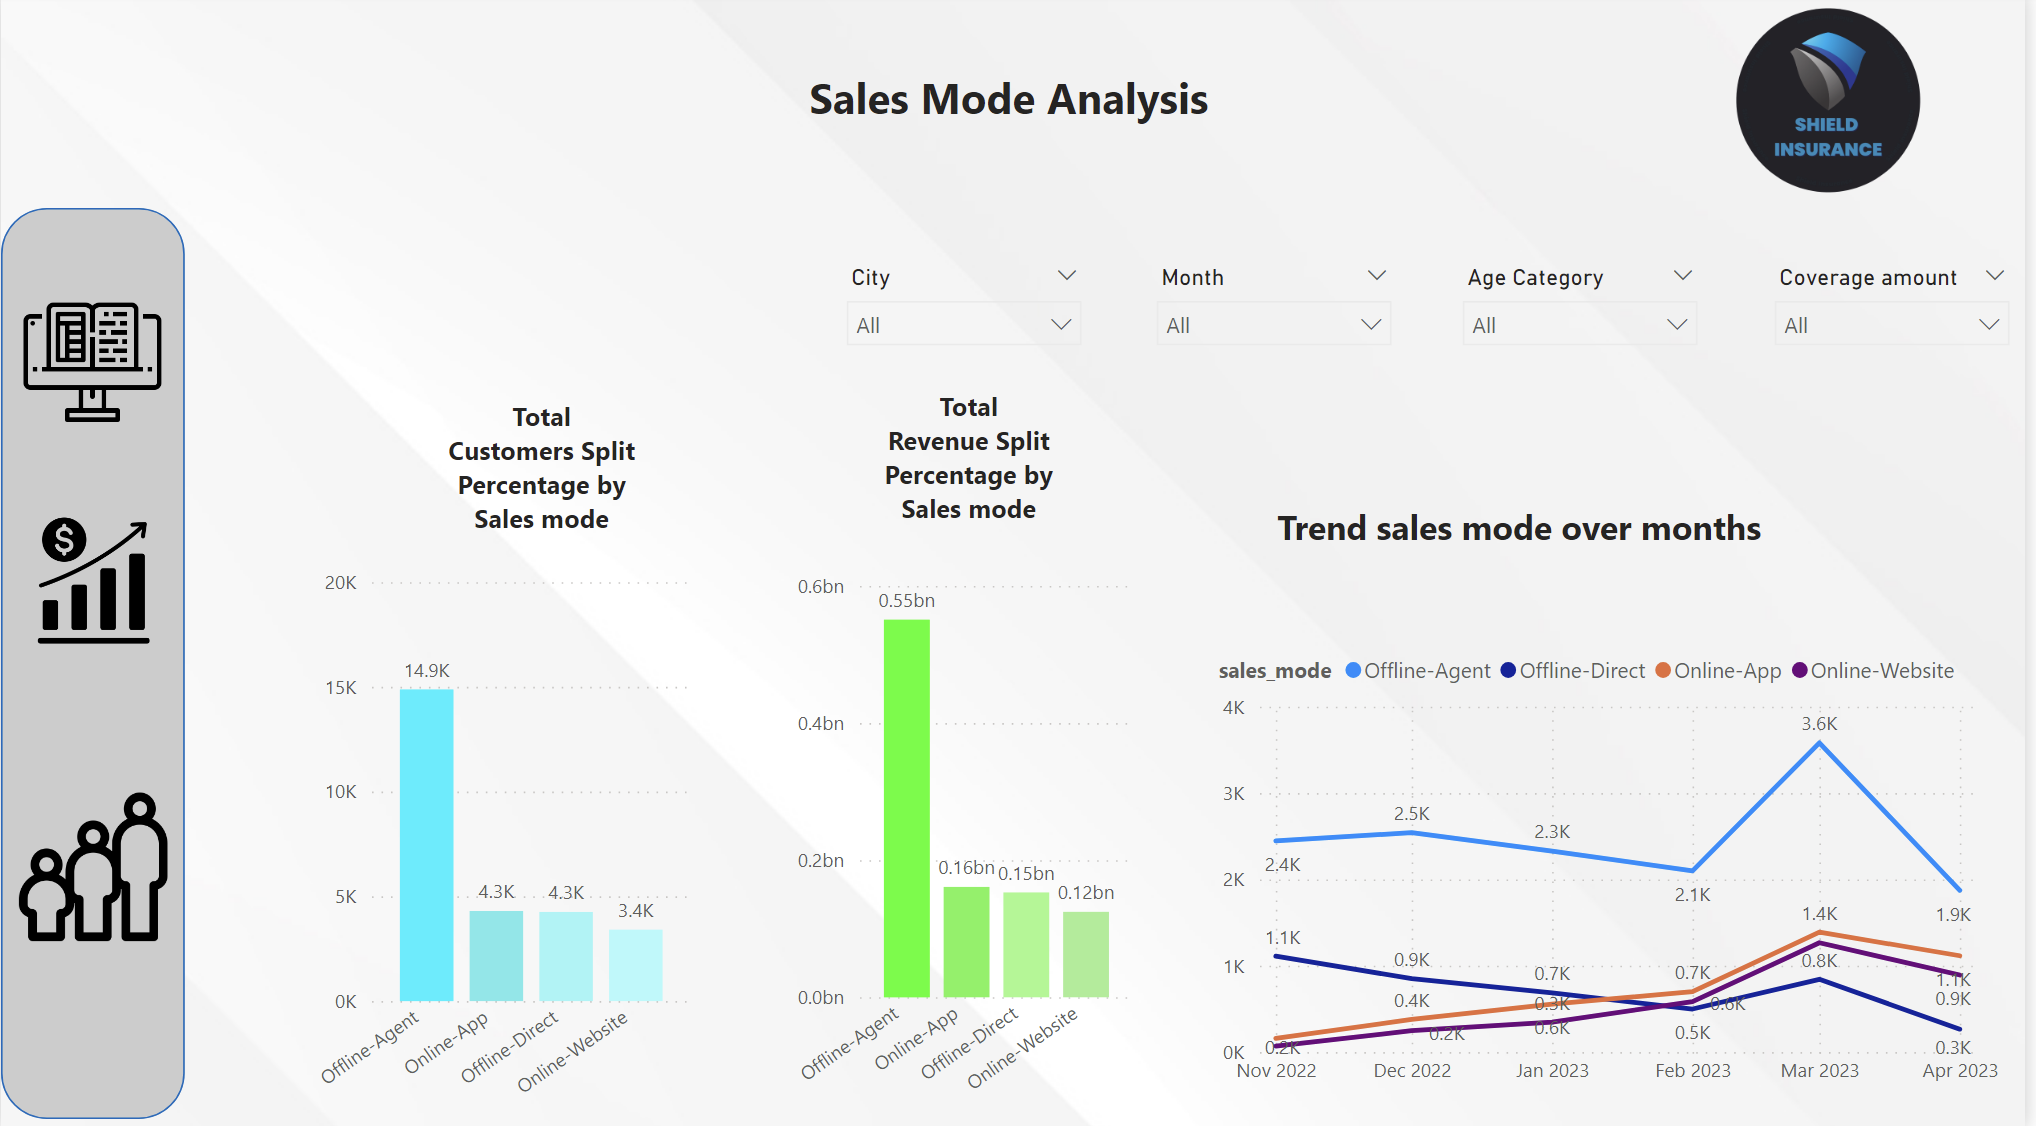 Sales Mode Analysis
SHIELD
INSURANCE
City
Month
Age Category
Coverage amount
All
All
All
All
Total
Customers Split
Percentage by
Sales mode
20K
15K
10K
5K
0K
14.9K
4.3K
4.3K
3.4K
Offline-Agent
Online-App
Offline-Direct
Online-Website
Total
Revenue Split
Percentage by
Sales mode
0.6bn
0.4bn
0.2bn
0.0bn
0.55bn
0.16bn
0.15bn
0.12bn
Offline-Agent
Online-App
Offline-Direct
Online-Website
Trend sales mode over months
sales_mode Offline-Agent Offline-Direct Online-App Online-Website
4K
3K
2K
1K
0K
2.4K
2.5K
2.3K
2.1K
3.6K
1.9K
1.1K
0.9K
0.7K
0.7K
1.4K
0.8K
1.1K
0.9K
0.4K
0.3K
0.6K
0.2K
0.2K
0.6K
0.5K
0.3K
Nov 2022
Dec 2022
Jan 2023
Feb 2023
Mar 2023
Apr 2023
$